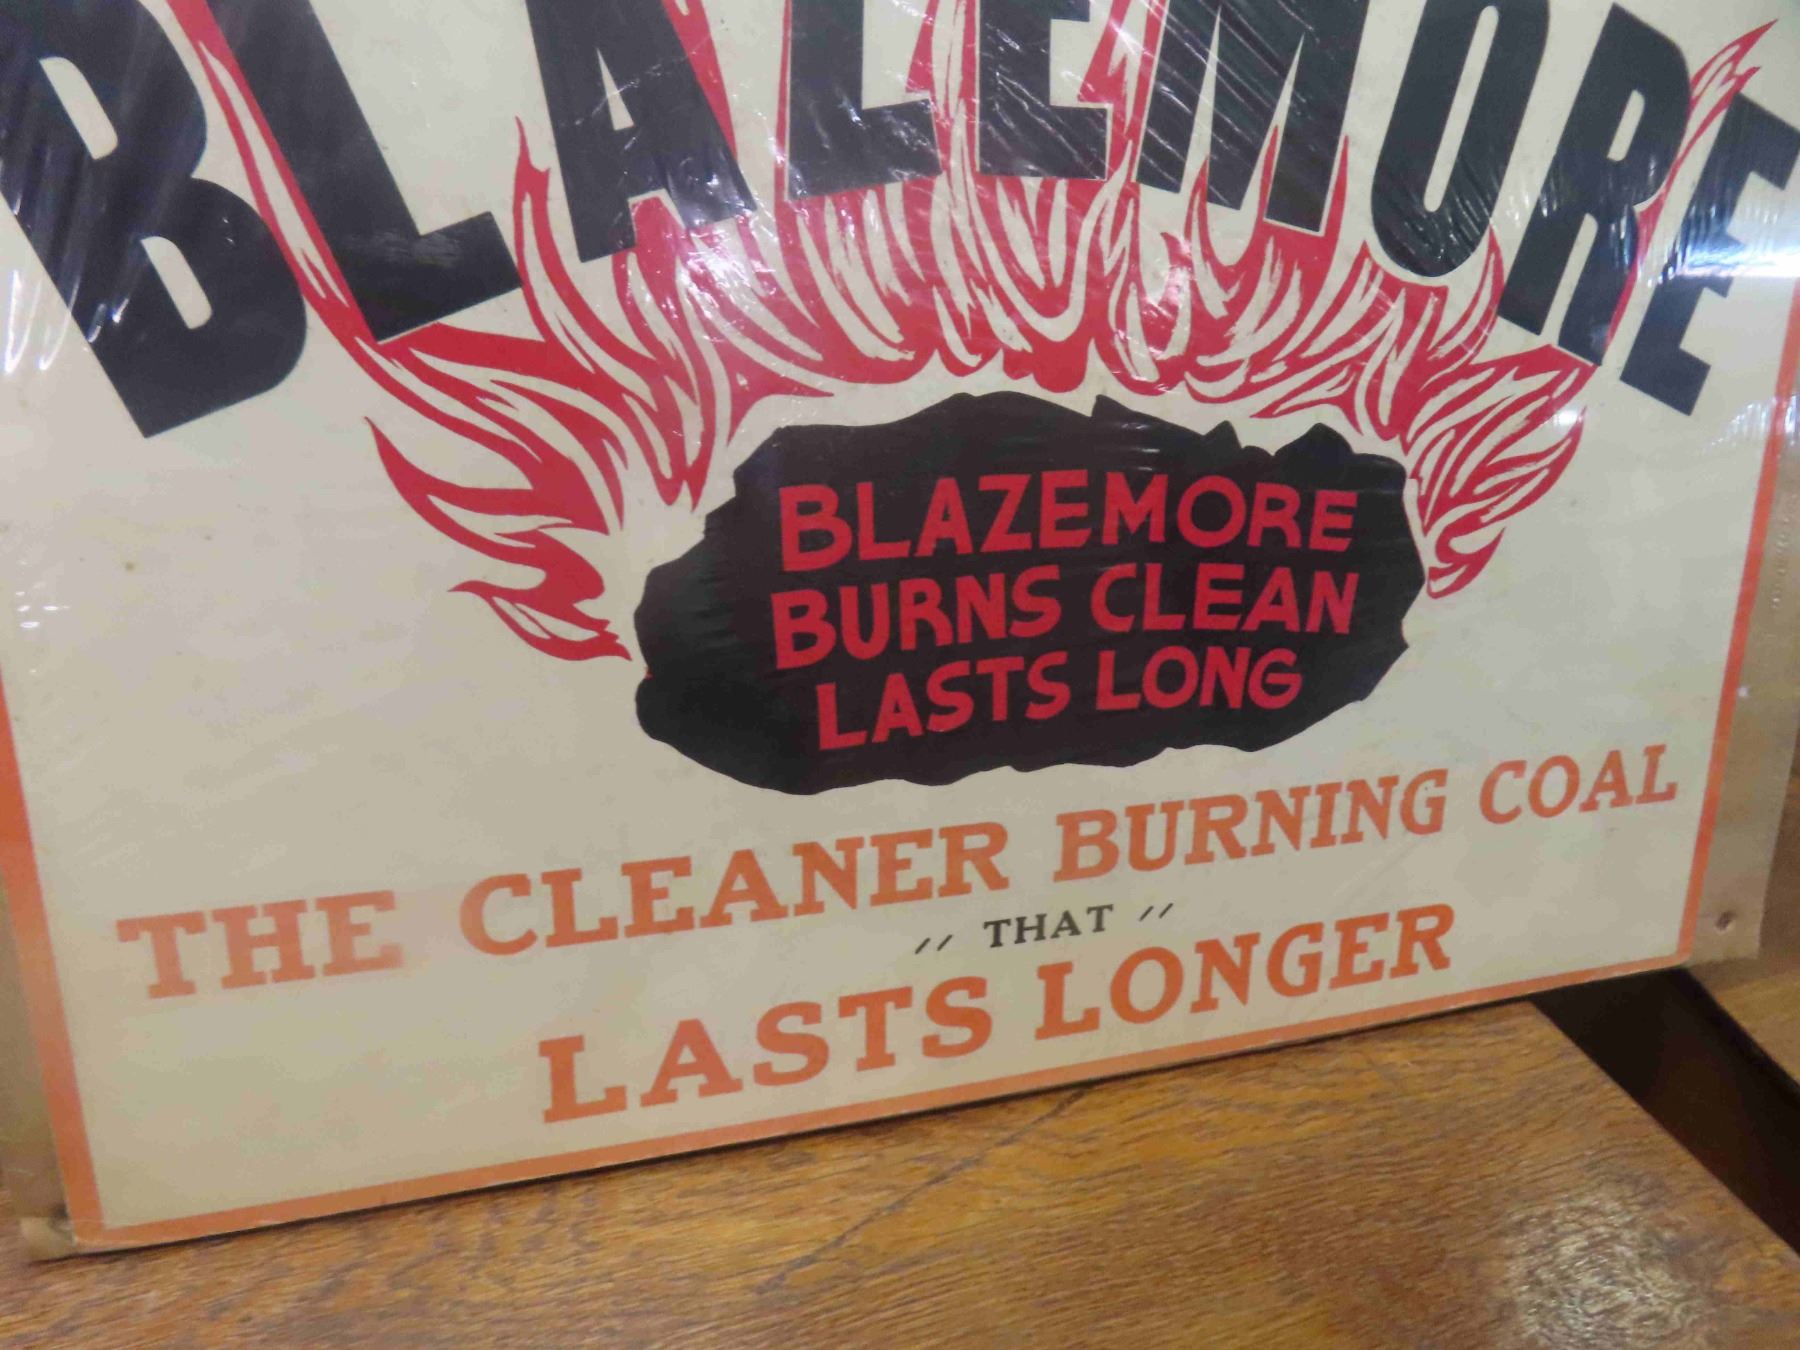 BLAZEMORE
BLAZEMORE
BURNS CLEAN
LASTS LONG
THE CLEANER BURNING COAL
" THAT "
LASTS LONGER